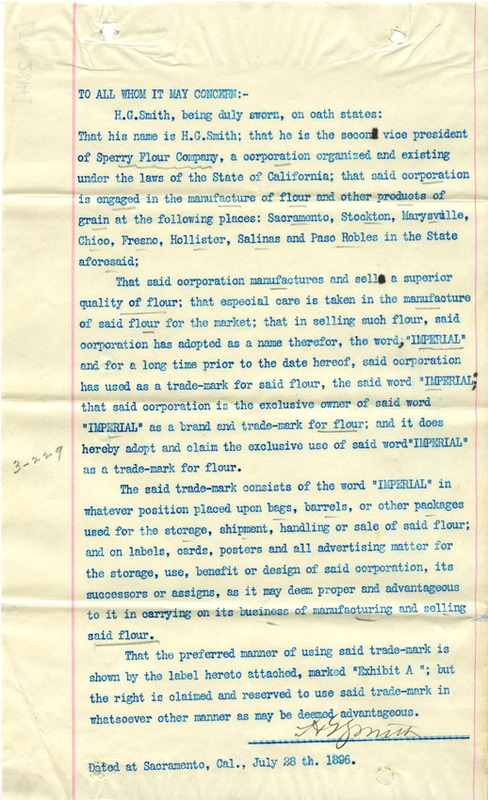 TO ALL WHOM IT MAY CONCERN:-
H.G.Smith, being duly sworn, on oath states:
That his name is H.G.Smith; that he is the second vice president
of Sperry Flour Company, a corporation organized and existing
under the laws of the State of California; that said corporation
is engaged in the manufacture of flour and other products of
grain at the following places: Sacramento, Stockton, Marysville,
Chico, Fresno, Hollister, Salinas and Paso Robles in the State
aforesaid;
That said corporation manufactures and sells a superior
quality of flour; that especial care is taken in the manufacture
of said flour for the market; that in selling such flour, said
corporation has adopted as a name therefor, the word, "IMPERIAL"
and for a long time prior to the date hereof, said corporation
has used as a trade-mark for said flour, the said word "IMPERIAL;
that said corporation is the exclusive owner of said word
"IMPERIAL" as a brand and trade-mark for flour; and it does
hereby adopt and claim the exclusive use of said word"IMPERIAL"
as a trade-mark for flour.
3-229
The said trade-mark consists of the word "IMPERIAL" in
whatever position placed upon bags, barrels, or other packages
used for the storage, shipment, handling or sale of said flour;
and on labels, cards, posters and all advertising matter for
the storage, use, benefit or design of said corporation, its
successors or assigns, as it may deem proper and advantageous
to it in carrying on its business of manufacturing and selling
said flour.
That the preferred manner of using said trade-mark is
shown by the label hereto attached, marked "Exhibit A "; but
the right is claimed and reserved to use said trade-mark in
whatsoever other manner as may be deemed advantageous.
H G Smith
Dated at Sacramento, Cal., July 28 th. 1896.